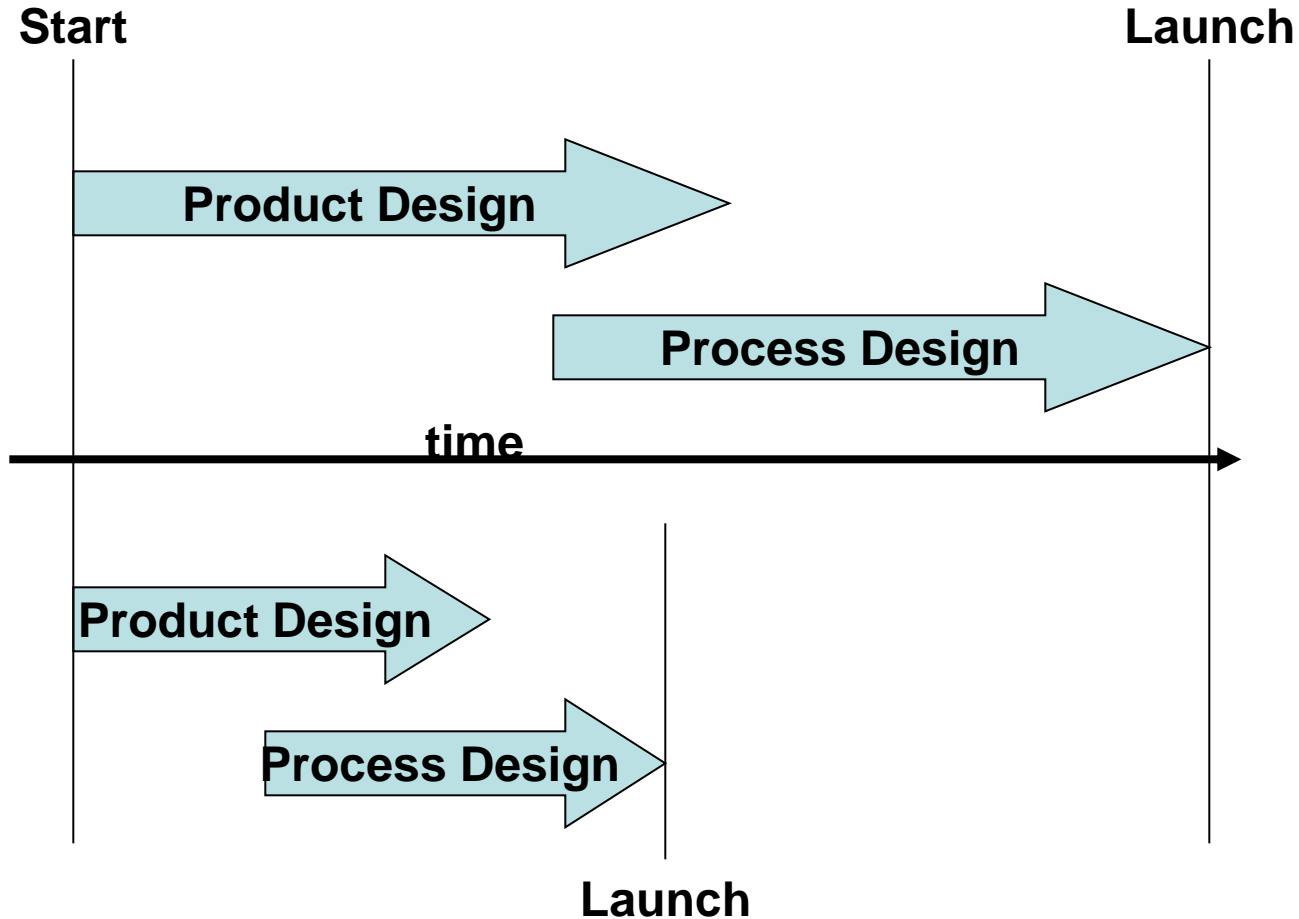 Start
Launch
Product Design
Process Design
time
Product Design
Process Design
Launch